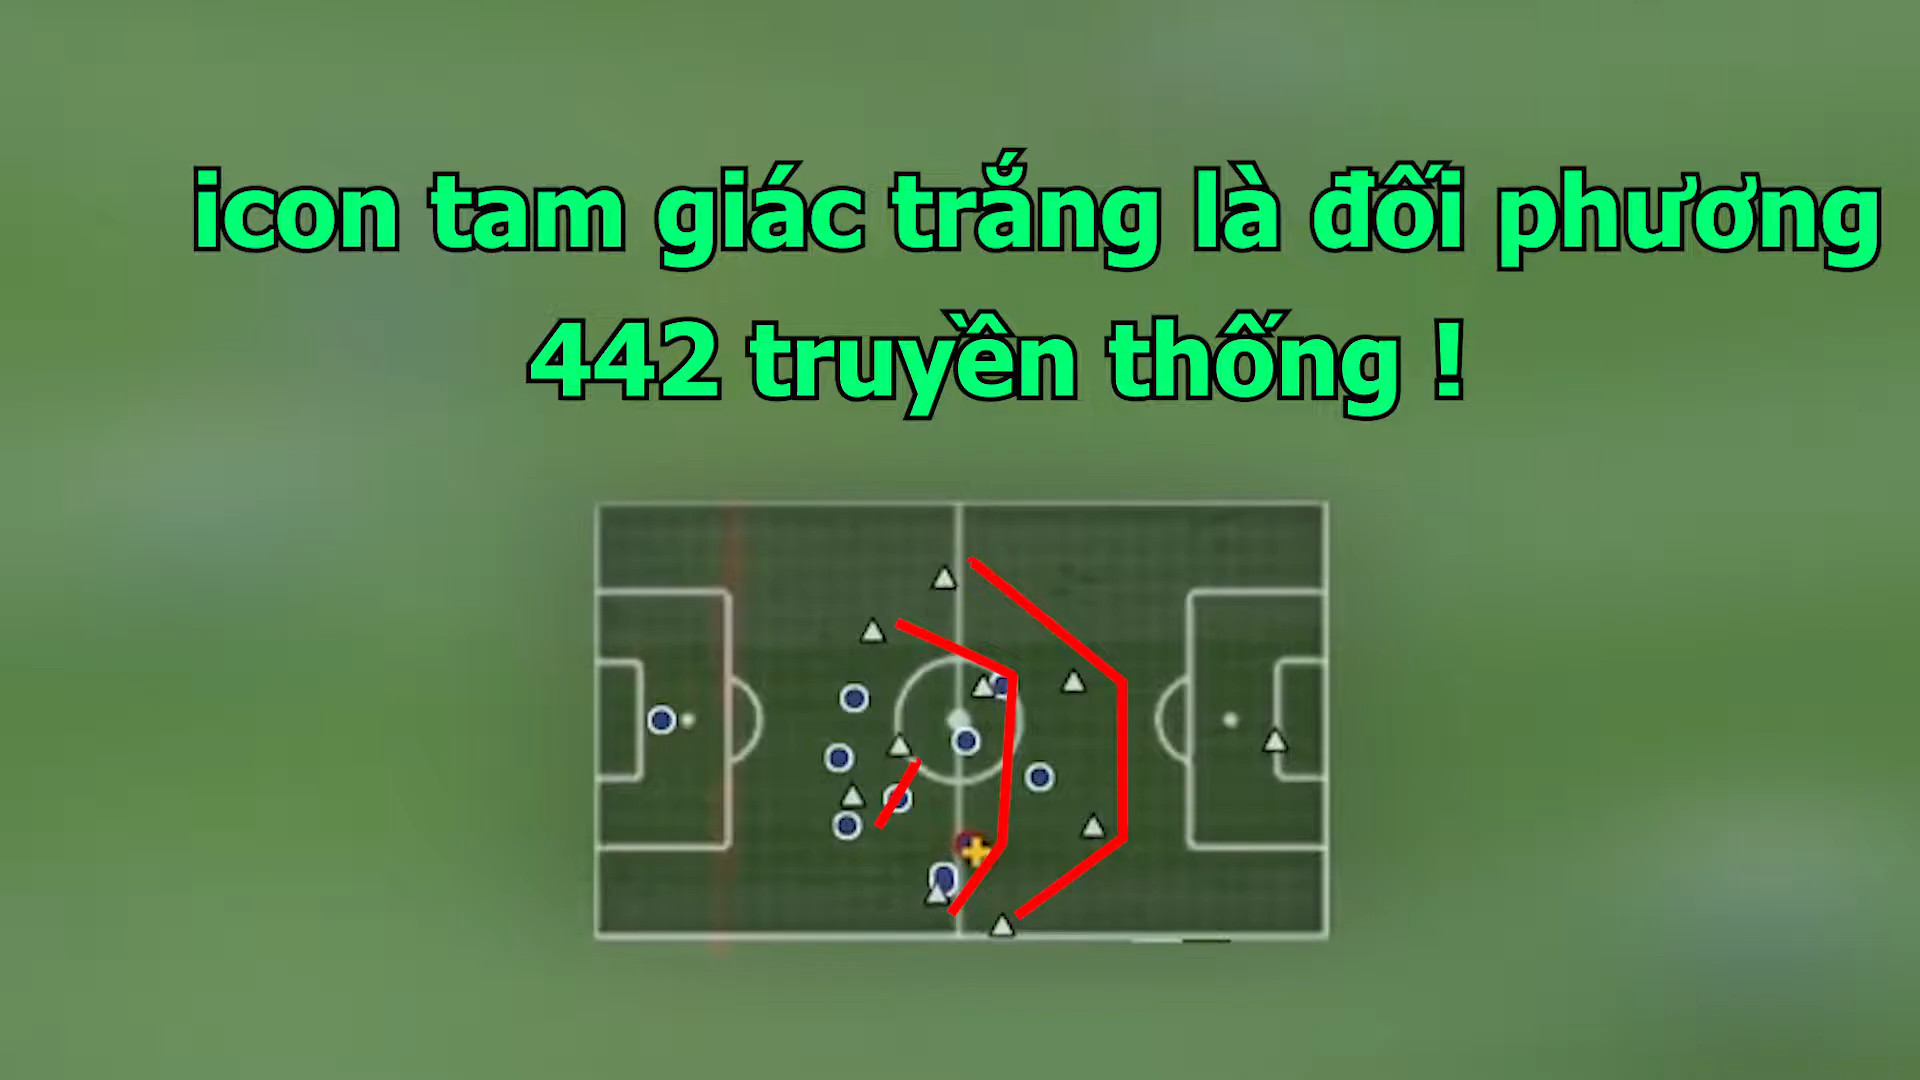 icon tam giác trắng là đối phương
442 truyền thống !